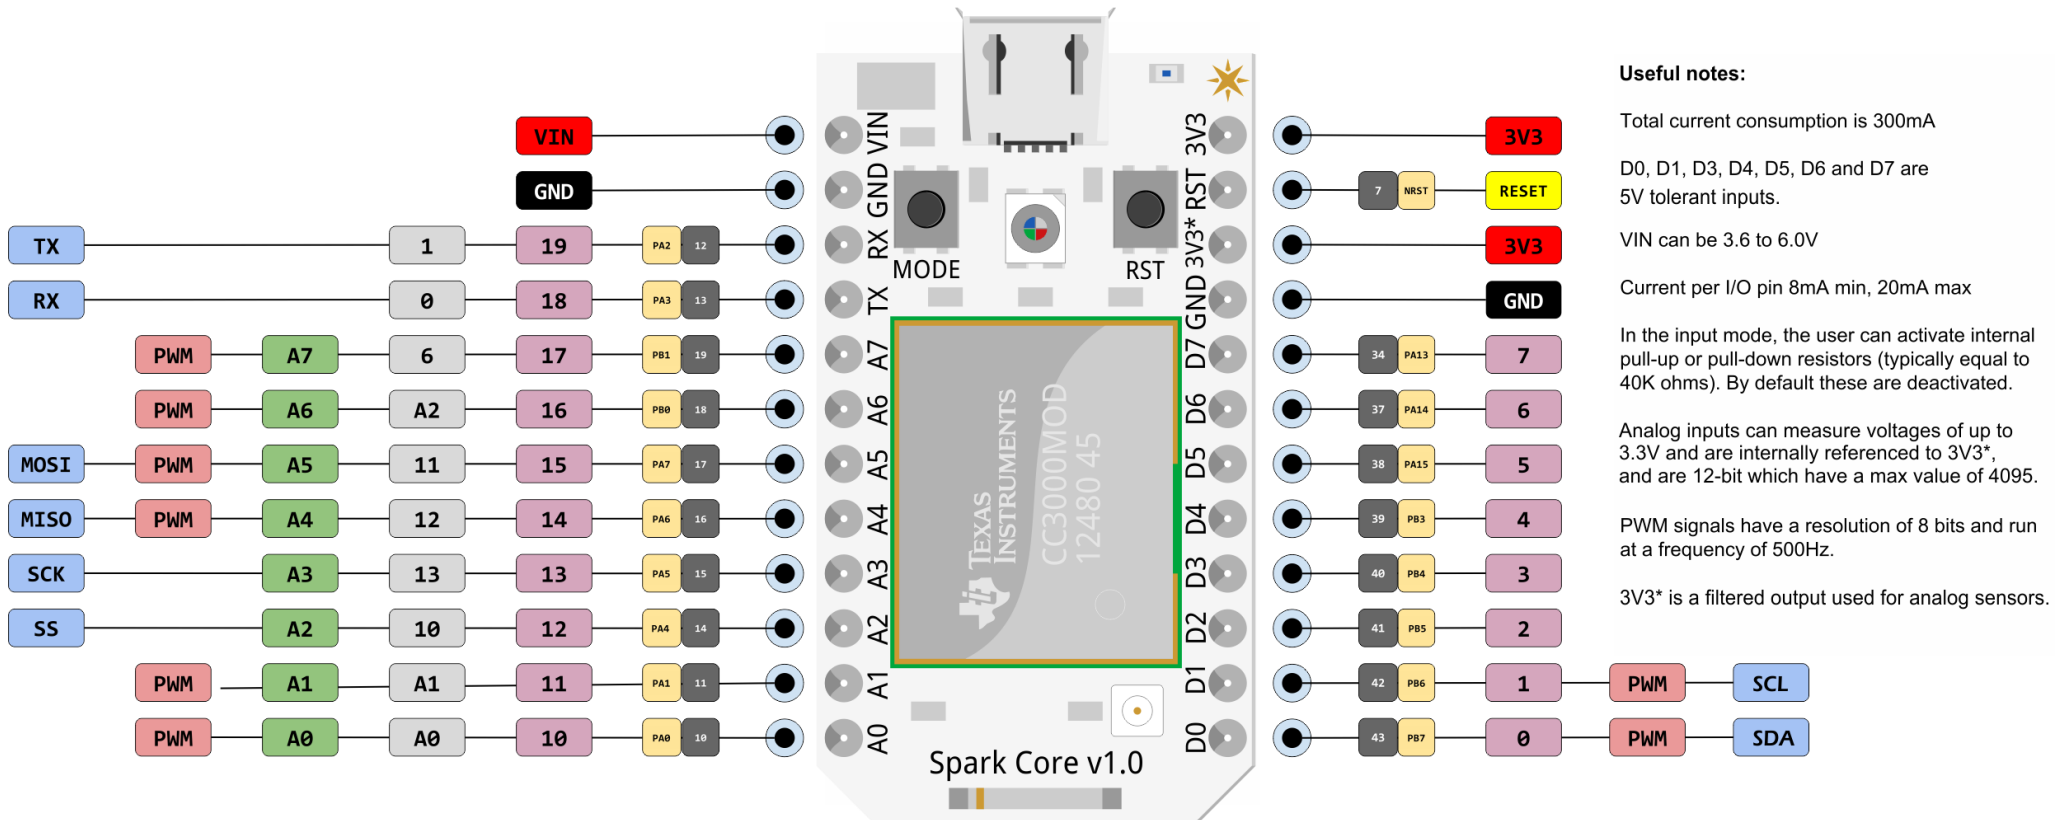 VIN
GND
TX 1 19 PA2 12
RX 0 18 PA3 13
PWM A7 6 17 PB1 19
PWM A6 A2 16 PB0 18
MOSI PWM A5 11 15 PA7 17
MISO PWM A4 12 14 PA6 16
SCK A3 13 13 PA5 15
SS A2 10 12 PA4 14
PWM A1 A1 11 PA1 11
PWM A0 A0 10 PA0 10
VIN
GND
RX
TX
A7
A6
A5
A4
A3
A2
A1
A0
MODE
RST
TEXAS
INSTRUMENTS
CC3000MOD
12480 45
Spark Core v1.0
3V3
RST
3V3*
GND
D7
D6
D5
D4
D3
D2
D1
D0
3V3
7 NRST RESET
3V3
GND
34 PA13 7
37 PA14 6
38 PA15 5
39 PB3 4
40 PB4 3
41 PB5 2
42 PB6 1 PWM SCL
43 PB7 0 PWM SDA
Useful notes:
Total current consumption is 300mA
D0, D1, D3, D4, D5, D6 and D7 are
5V tolerant inputs.
VIN can be 3.6 to 6.0V
Current per I/O pin 8mA min, 20mA max
In the input mode, the user can activate internal
pull-up or pull-down resistors (typically equal to
40K ohms). By default these are deactivated.
Analog inputs can measure voltages of up to
3.3V and are internally referenced to 3V3*,
and are 12-bit which have a max value of 4095.
PWM signals have a resolution of 8 bits and run
at a frequency of 500Hz.
3V3* is a filtered output used for analog sensors.